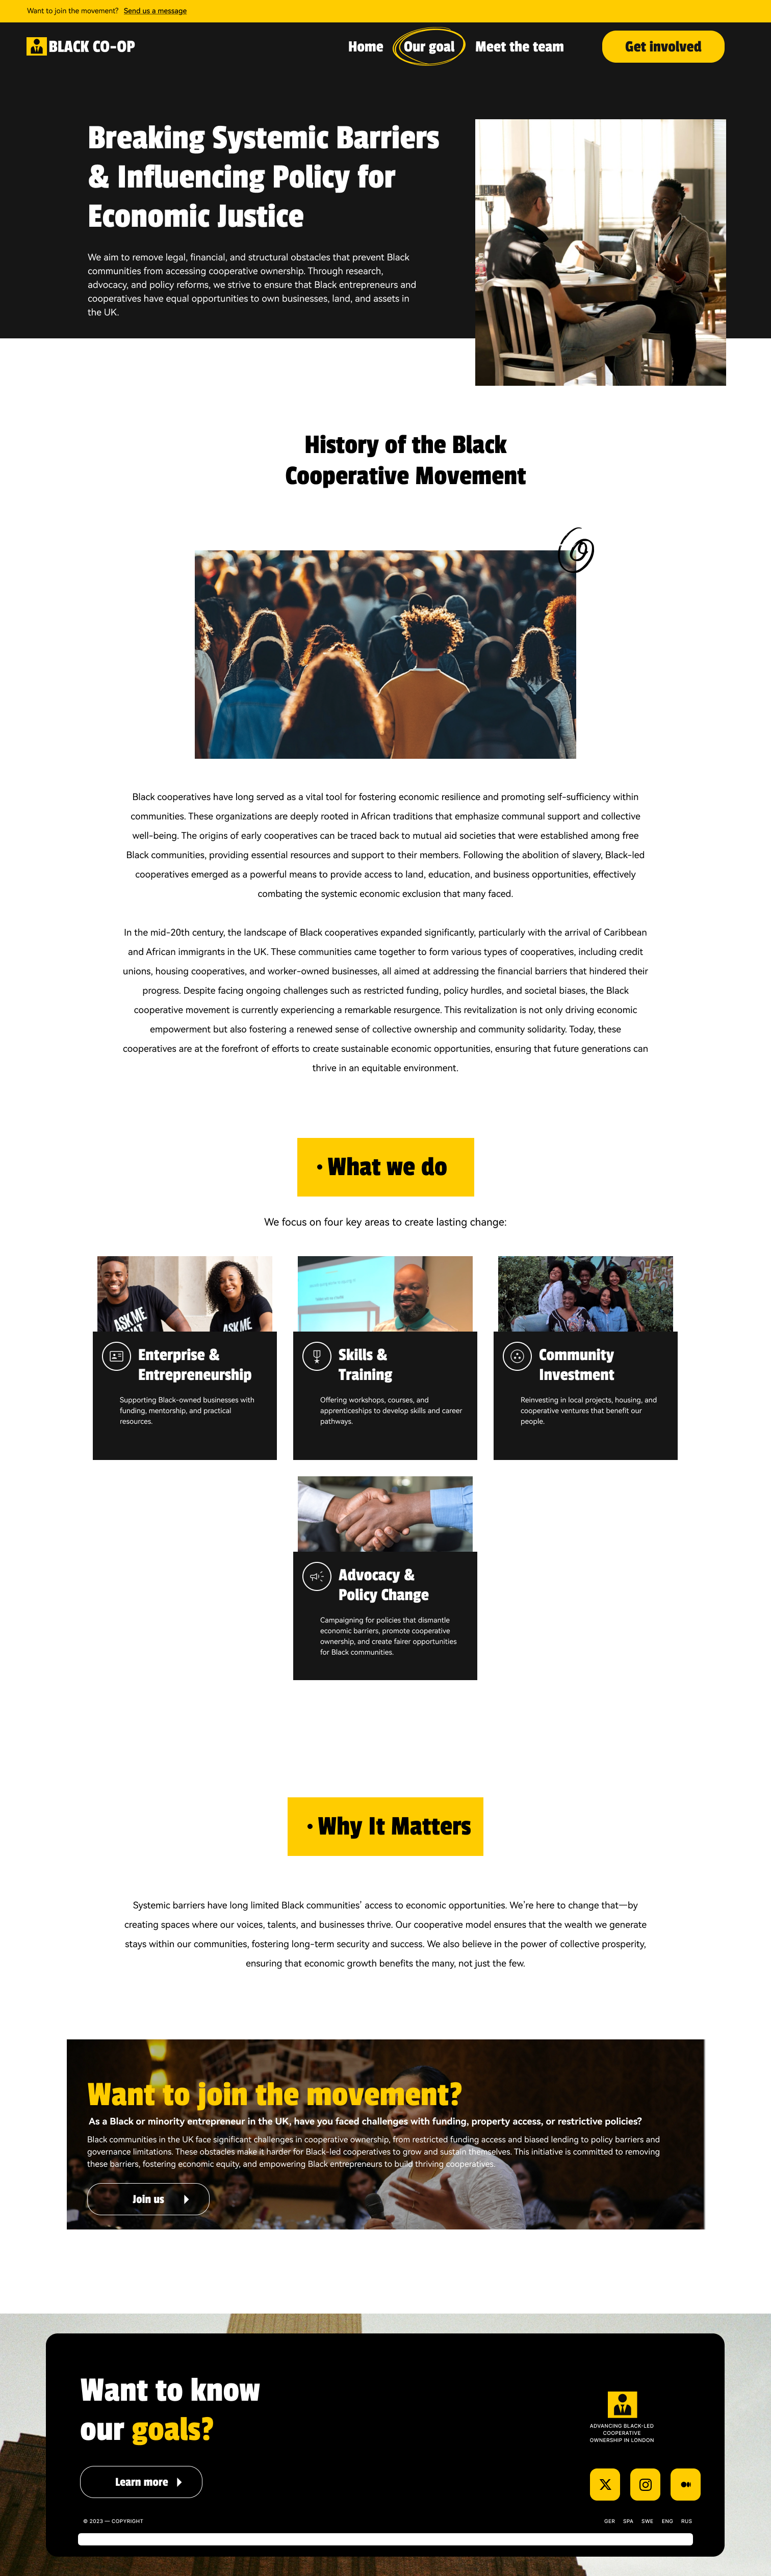 Want to join the movement? Send us a message
BLACK CO-OP
Home
Our goal
Meet the team
Get involved
Breaking Systemic Barriers
& Influencing Policy for
Economic Justice
We aim to remove legal, financial, and structural obstacles that prevent Black
communities from accessing cooperative ownership. Through research,
advocacy, and policy reforms, we strive to ensure that Black entrepreneurs and
cooperatives have equal opportunities to own businesses, land, and assets in
the UK.
History of the Black
Cooperative Movement
Black cooperatives have long served as a vital tool for fostering economic resilience and promoting self-sufficiency within
communities. These organizations are deeply rooted in African traditions that emphasize communal support and collective
well-being. The origins of early cooperatives can be traced back to mutual aid societies that were established among free
Black communities, providing essential resources and support to their members. Following the abolition of slavery, Black-led
cooperatives emerged as a powerful means to provide access to land, education, and business opportunities, effectively
combating the systemic economic exclusion that many faced.
In the mid-20th century, the landscape of Black cooperatives expanded significantly, particularly with the arrival of Caribbean
and African immigrants in the UK. These communities came together to form various types of cooperatives, including credit
unions, housing cooperatives, and worker-owned businesses, all aimed at addressing the financial barriers that hindered their
progress. Despite facing ongoing challenges such as restricted funding, policy hurdles, and societal biases, the Black
cooperative movement is currently experiencing a remarkable resurgence. This revitalization is not only driving economic
empowerment but also fostering a renewed sense of collective ownership and community solidarity. Today, these
cooperatives are at the forefront of efforts to create sustainable economic opportunities, ensuring that future generations can
thrive in an equitable environment.
• What we do
We focus on four key areas to create lasting change:
ASK ME
ASK ME
Enterprise &
Entrepreneurship
Supporting Black-owned businesses with
funding, mentorship, and practical
resources.
Skills &
Training
Offering workshops, courses, and
apprenticeships to develop skills and career
pathways.
Community
Investment
Reinvesting in local projects, housing, and
cooperative ventures that benefit our
people.
Advocacy &
Policy Change
Campaigning for policies that dismantle
economic barriers, promote cooperative
ownership, and create fairer opportunities
for Black communities.
• Why It Matters
Systemic barriers have long limited Black communities' access to economic opportunities. We're here to change that—by
creating spaces where our voices, talents, and businesses thrive. Our cooperative model ensures that the wealth we generate
stays within our communities, fostering long-term security and success. We also believe in the power of collective prosperity,
ensuring that economic growth benefits the many, not just the few.
Want to join the movement?
As a Black or minority entrepreneur in the UK, have you faced challenges with funding, property access, or restrictive policies?
Black communities in the UK face significant challenges in cooperative ownership, from restricted funding and biased lending to policy barriers and
governance limitations. These obstacles make it harder for Black-led cooperatives to grow and sustain themselves. This initiative is committed to removing
these barriers, fostering economic equity, and empowering Black entrepreneurs to build thriving cooperatives.
Join us
Want to know
our goals?
Learn more
ADVANCING BLACK-LED
COOPERATIVE
OWNERSHIP IN LONDON
© 2023 — COPYRIGHT
GER SPA SWE ENG RUS